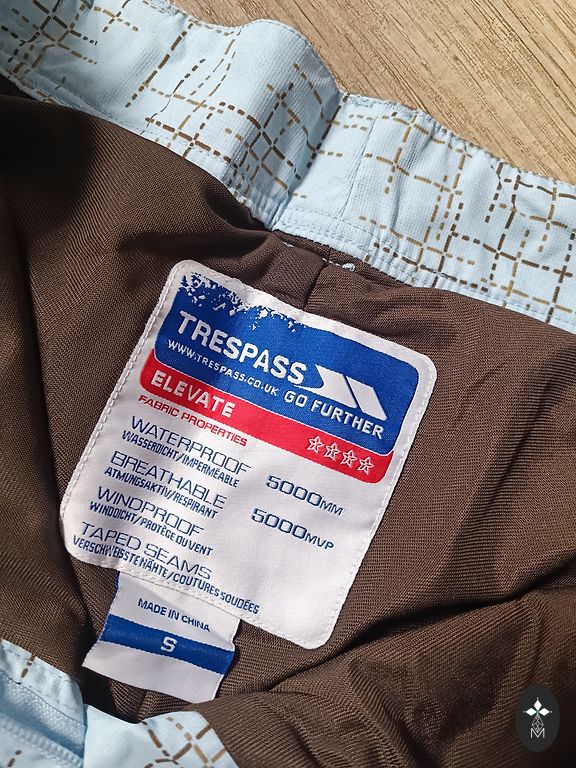 TRESPASS
WWW.TRESPASS.CO.UK GO FURTHER
ELEVATE
FABRIC PROPERTIES
WATERPROOF 5000MM
WASSERDICHT/IMPERMÉABLE
BREATHABLE 5000MVP
ATMUNGSAKTIV/RESPIRANT
WINDPROOF
WINDDICHT/PROTÈGE DU VENT
TAPED SEAMS
VERSCHWEISSTE NÄHTE/COUTURES SOUDÉES
MADE IN CHINA
S
M